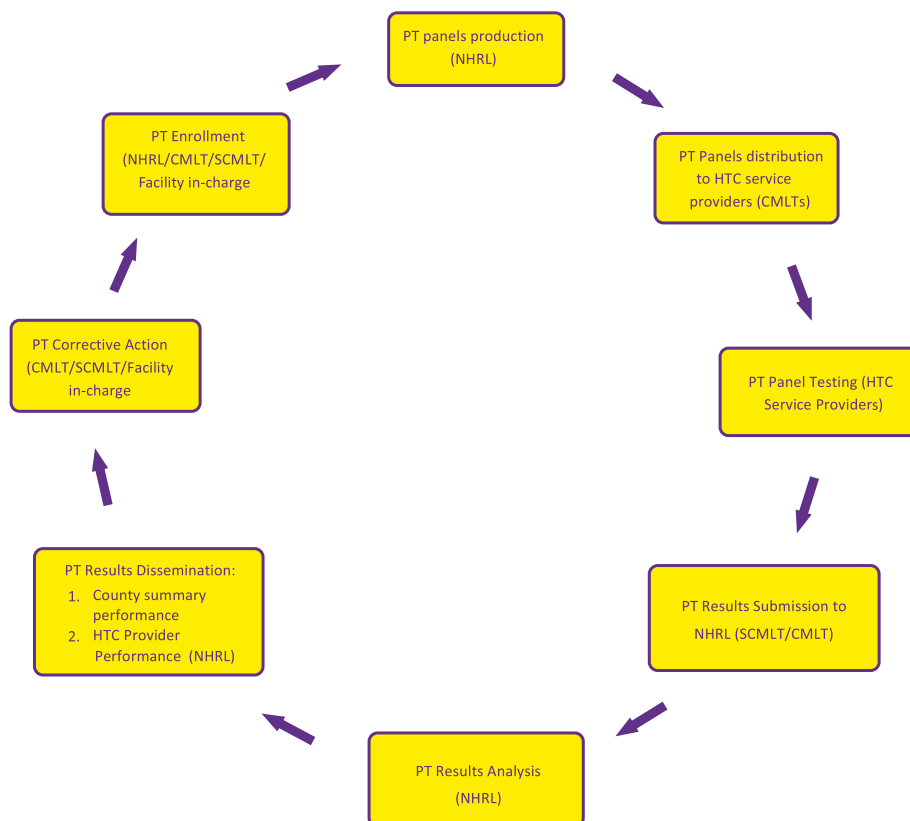 PT panels production
(NHRL)
PT Panels distribution
to HTC service
providers (CMLTs)
PT Panel Testing (HTC
Service Providers)
PT Results Submission to
NHRL (SCMLT/CMLT)
PT Results Analysis
(NHRL)
PT Results Dissemination:
1. County summary
performance
2. HTC Provider
Performance (NHRL)
PT Corrective Action
(CMLT/SCMLT/Facility
in-charge
PT Enrollment
(NHRL/CMLT/SCMLT/
Facility in-charge